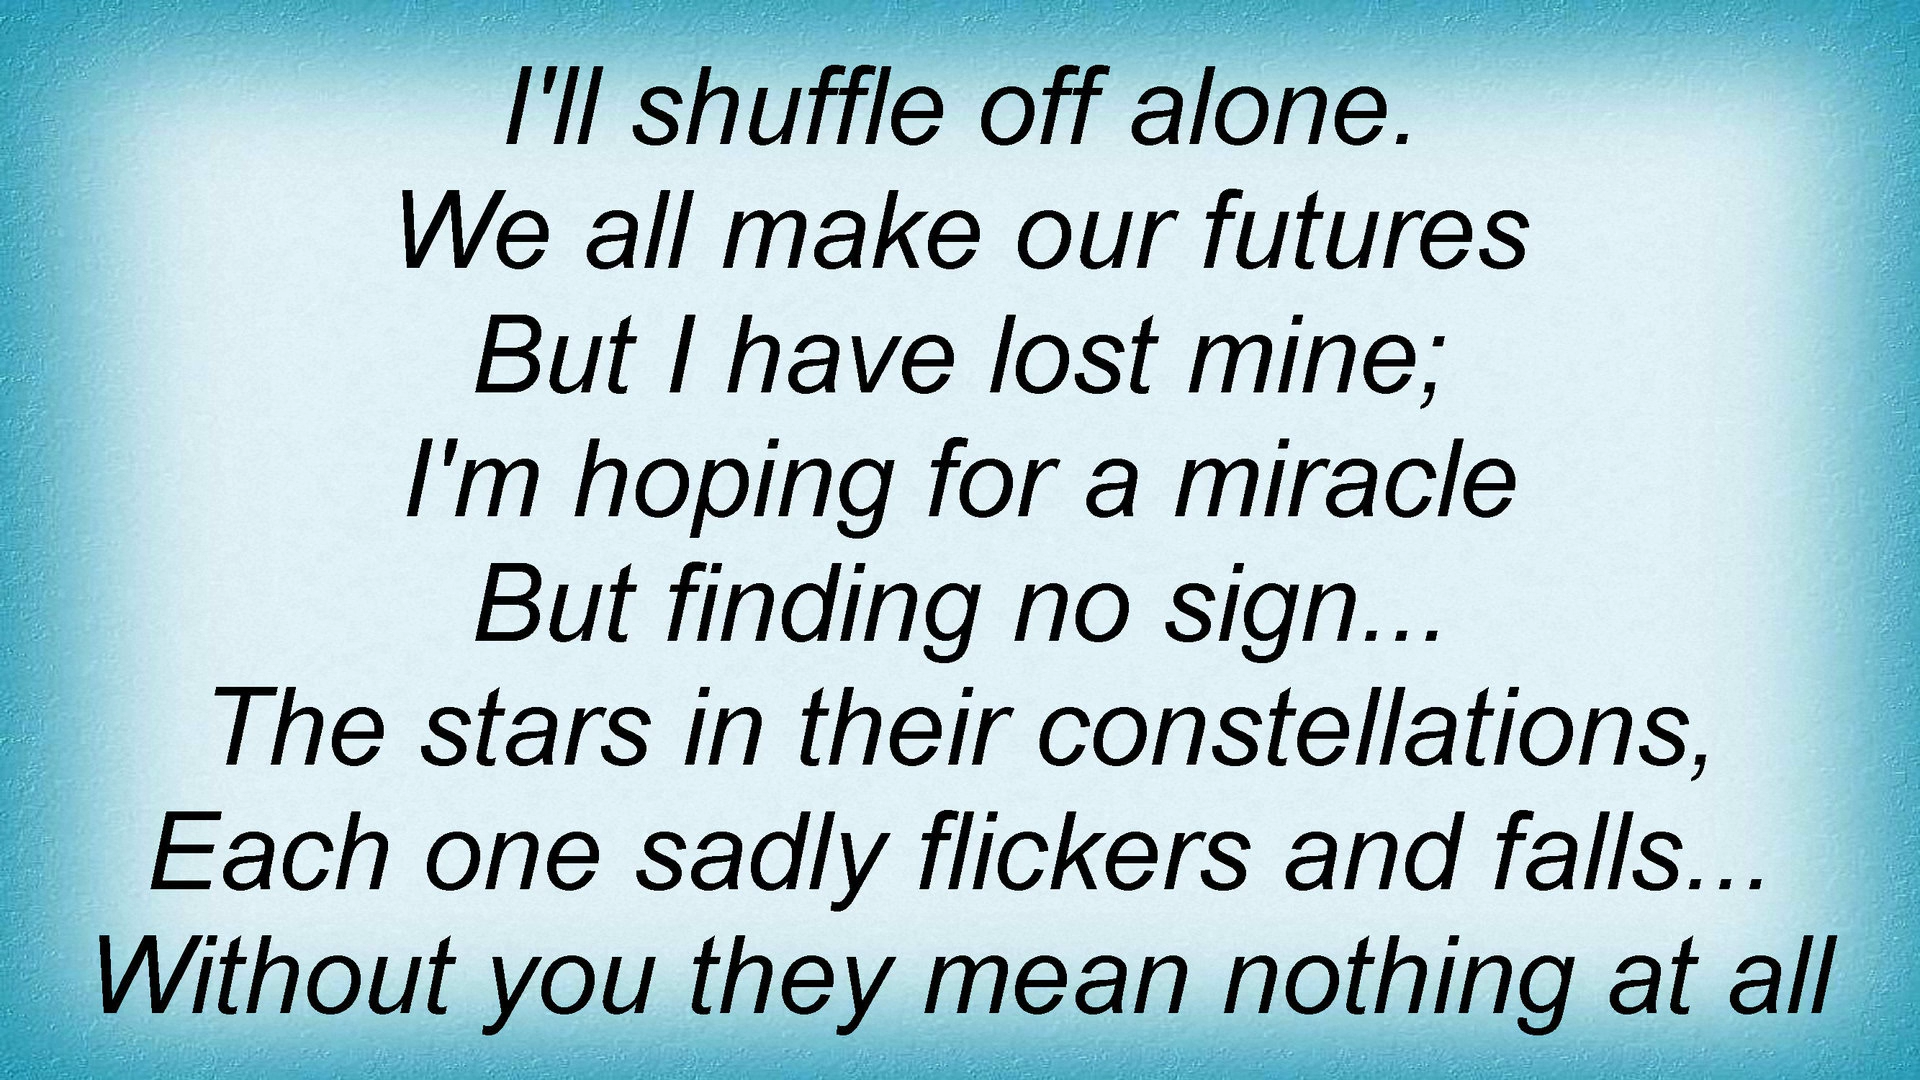 I'll shuffle off alone.
We all make our futures
But I have lost mine;
I'm hoping for a miracle
But finding no sign...
The stars in their constellations,
Each one sadly flickers and falls...
Without you they mean nothing at all